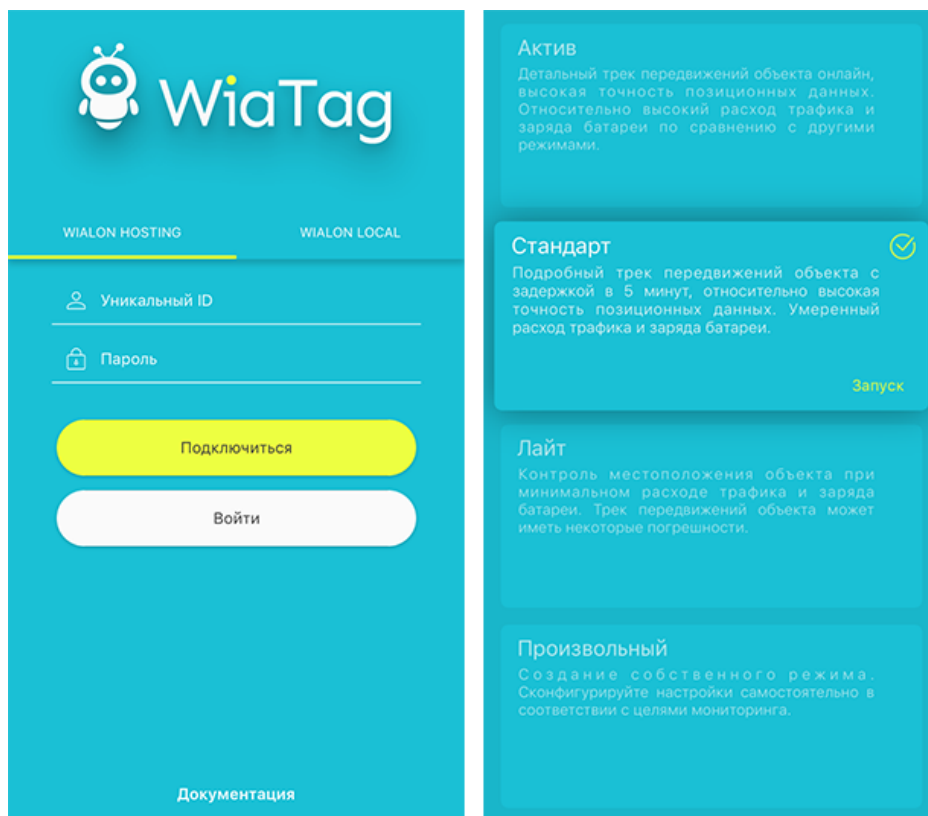 WiaTag
WIALON HOSTING
WIALON LOCAL
Уникальный ID
Пароль
Подключиться
Войти
Документация
Актив
Детальный трек передвижений объекта онлайн,
высокая точность позиционных данных.
Относительно высокий расход трафика и
заряда батареи по сравнению с другими
режимами.
Стандарт
Подробный трек передвижений объекта с
задержкой в 5 минут, относительно высокая
точность позиционных данных. Умеренный
расход трафика и заряда батареи.
Запуск
Лайт
Контроль местоположения объекта при
минимальном расходе трафика и заряда
батареи. Трек передвижений объекта может
иметь некоторые погрешности.
Произвольный
Создание собственного режима.
Сконфигурируйте настройки самостоятельно в
соответствии с целями мониторинга.